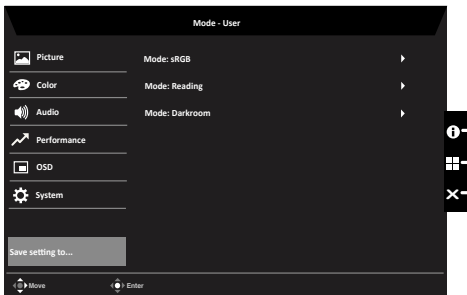 Mode - User
Picture
Mode: sRGB
Color
Mode: Reading
Audio
Mode: Darkroom
Performance
OSD
System
Save setting to...
Move
Enter